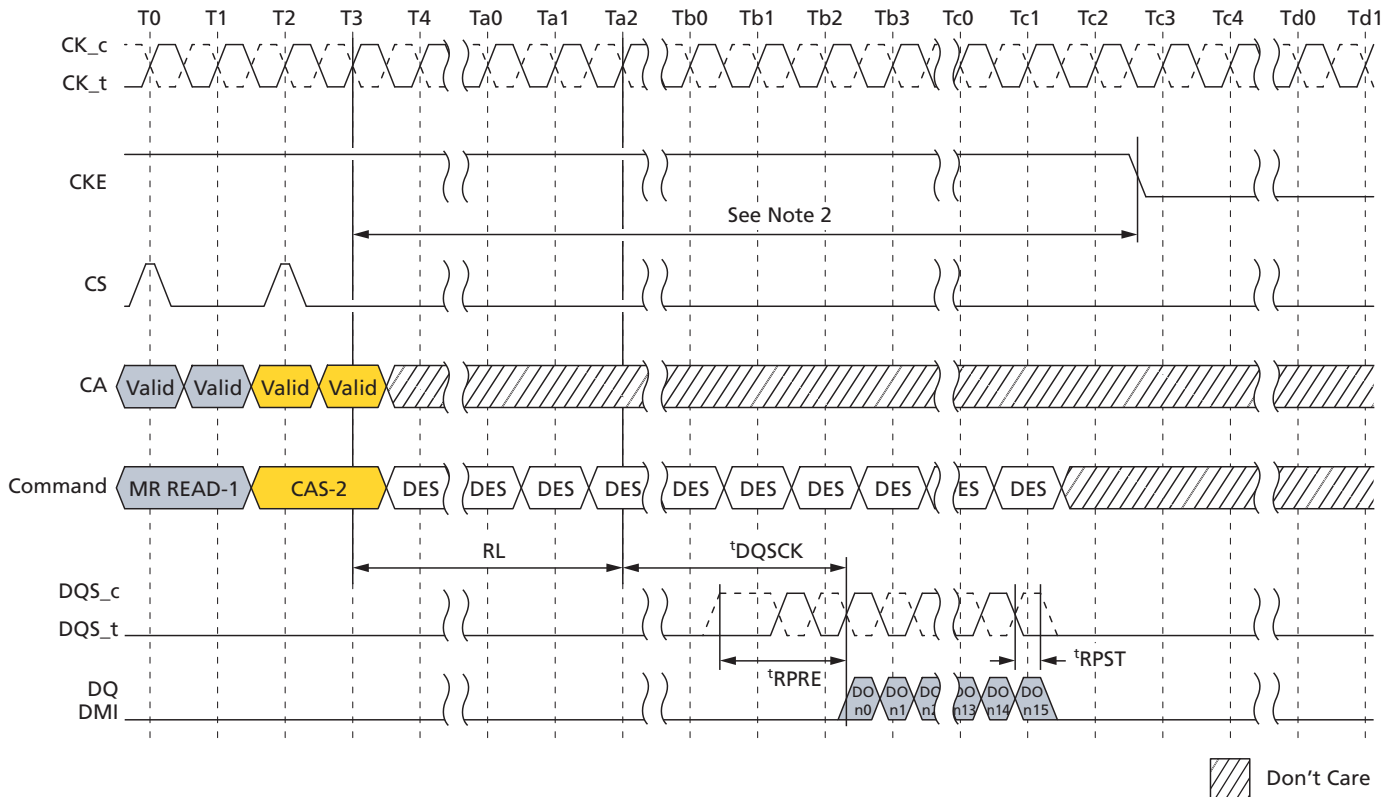 T0 T1 T2 T3 T4 Ta0 Ta1 Ta2 Tb0 Tb1 Tb2 Tb3 Tc0 Tc1 Tc2 Tc3 Tc4 Td0 Td1
CK_c
CK_t
CKE
See Note 2
CS
CA Valid Valid Valid Valid
Command MR READ-1 CAS-2 DES DES DES DES DES DES DES DES ES DES
RL tDQSCK
DQS_c
DQS_t
tRPRE tRPST
DQ
DMI
DO n0
DO n1
DO n2
DO n13
DO n14
DO n15
Don't Care